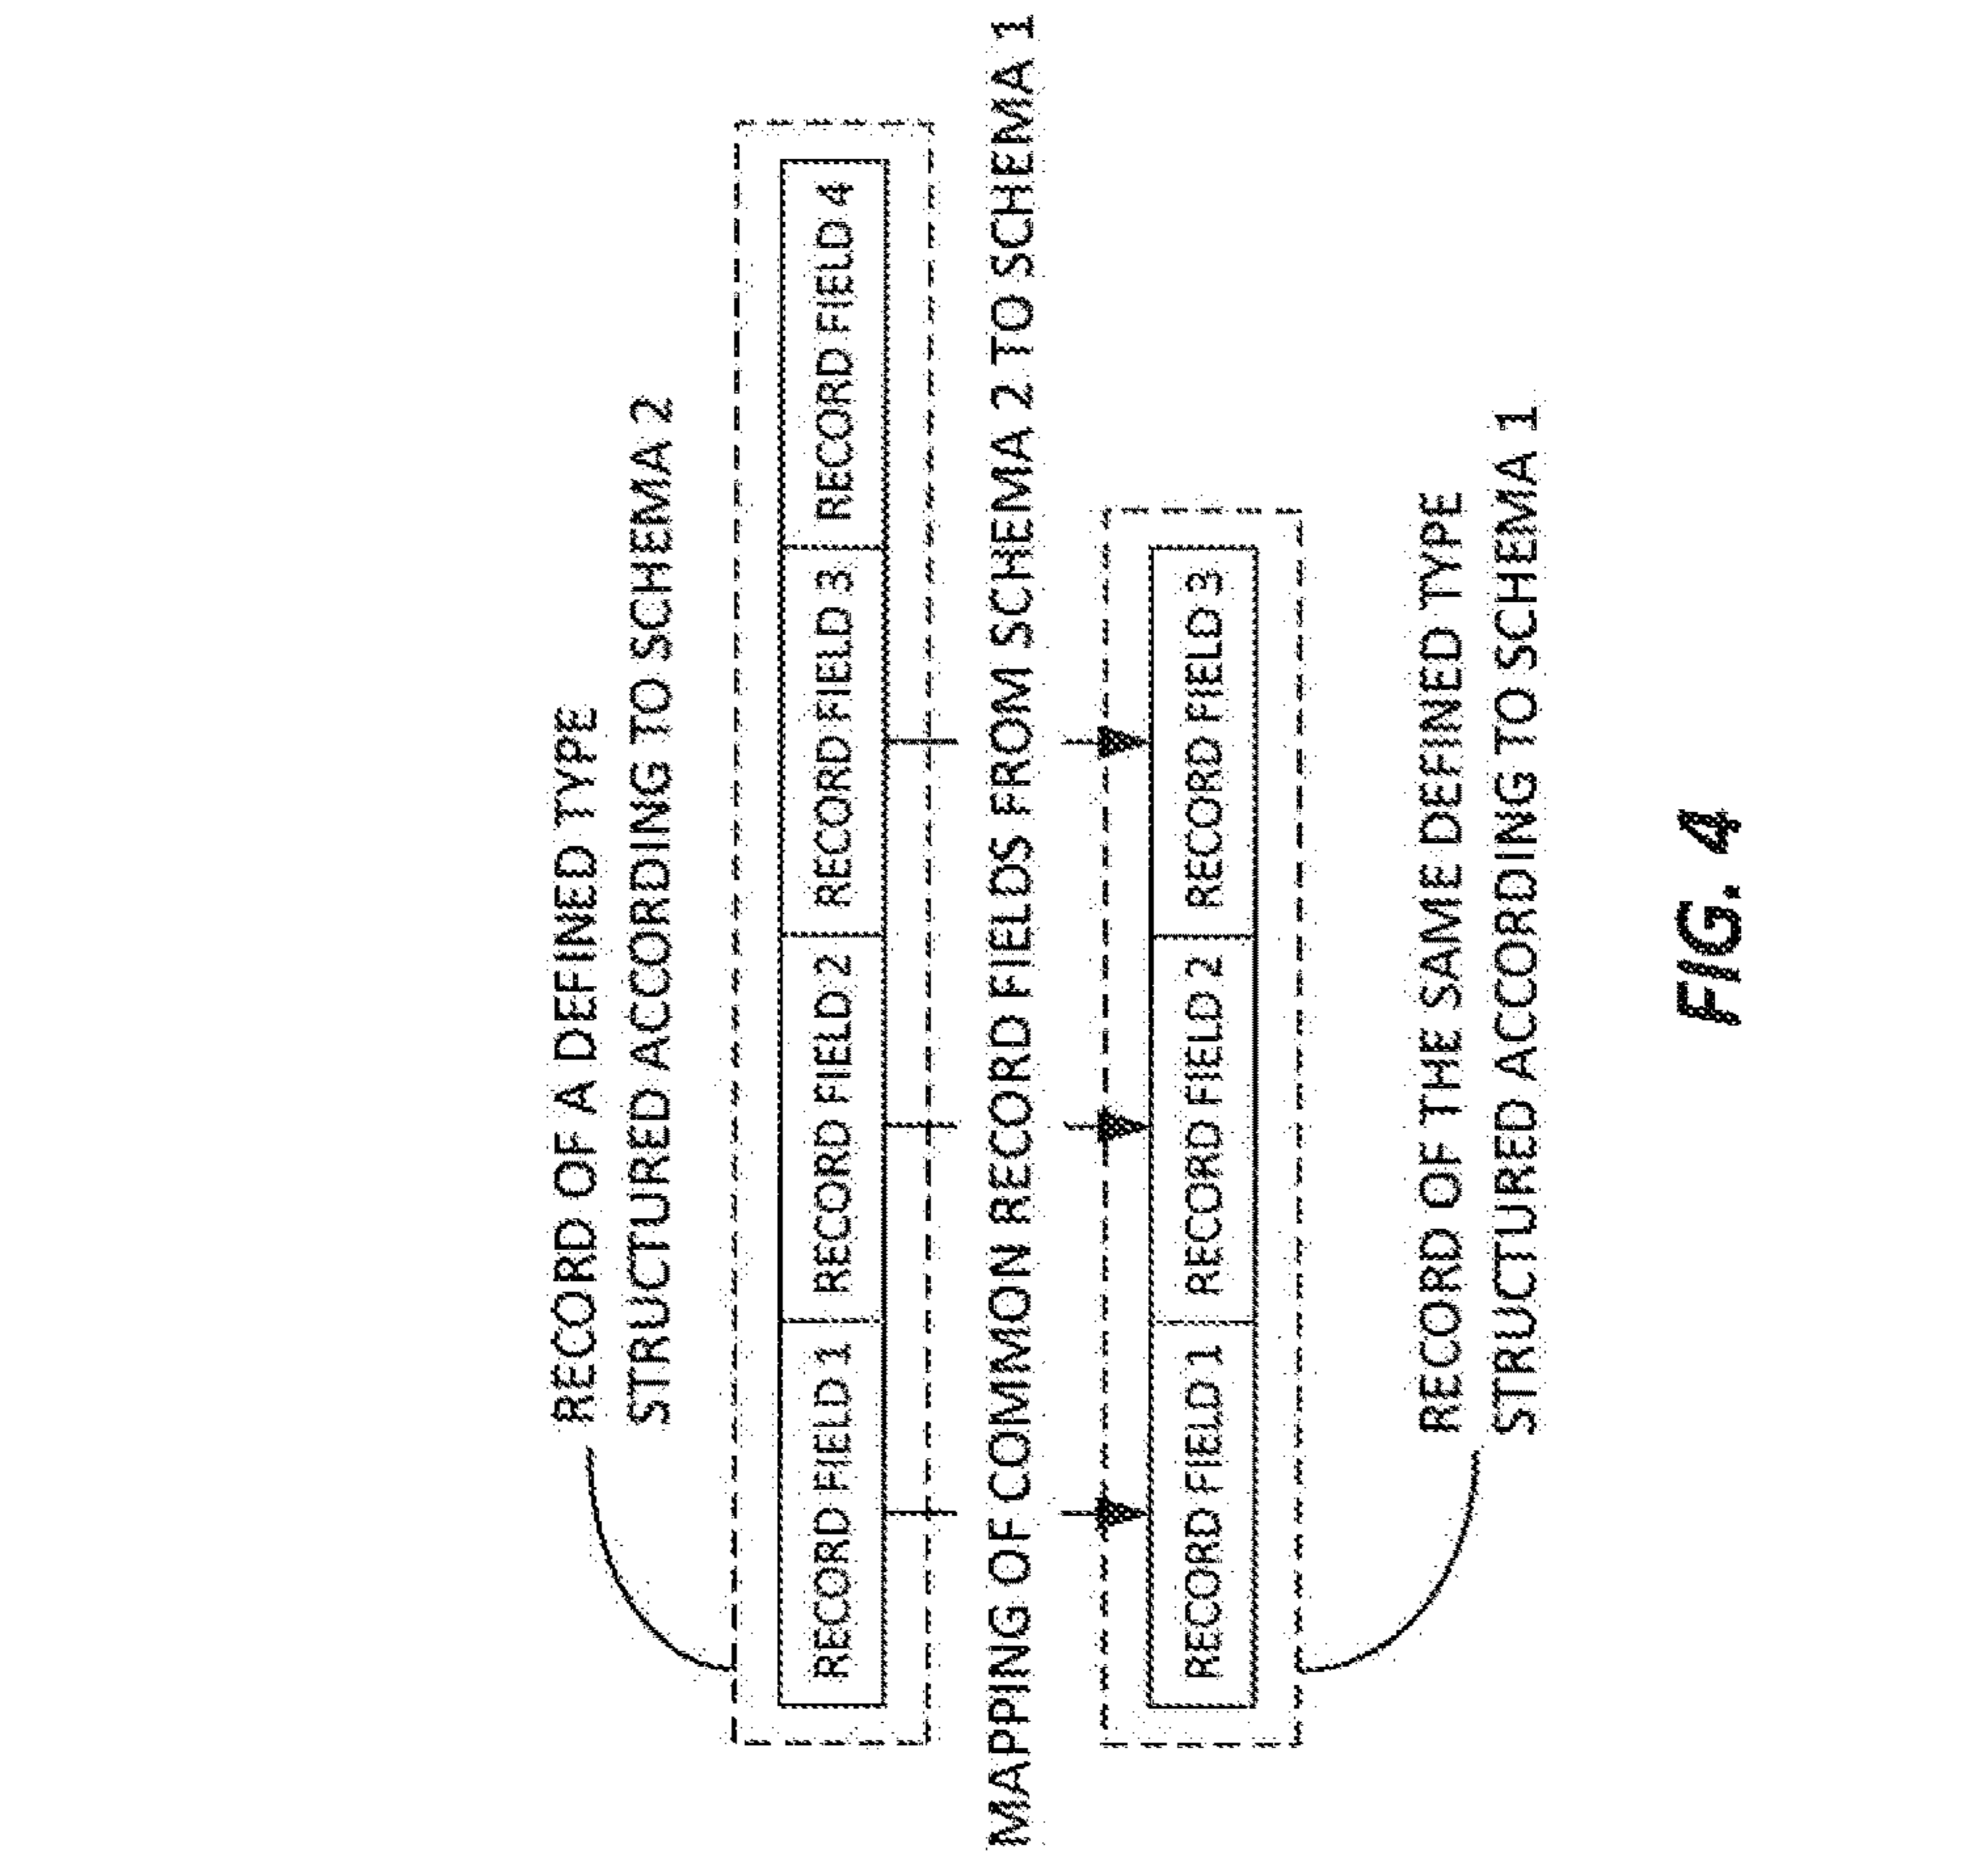 RECORD OF A DEFINED TYPE
STRUCTURED ACCORDING TO SCHEMA 2
RECORD FIELD 1 RECORD FIELD 2 RECORD FIELD 3 RECORD FIELD 4
MAPPING OF COMMON RECORD FIELDS FROM SCHEMA 2 TO SCHEMA 1
RECORD FIELD 1 RECORD FIELD 2 RECORD FIELD 3
RECORD OF THE SAME DEFINED TYPE
STRUCTURED ACCORDING TO SCHEMA 1
FIG. 4